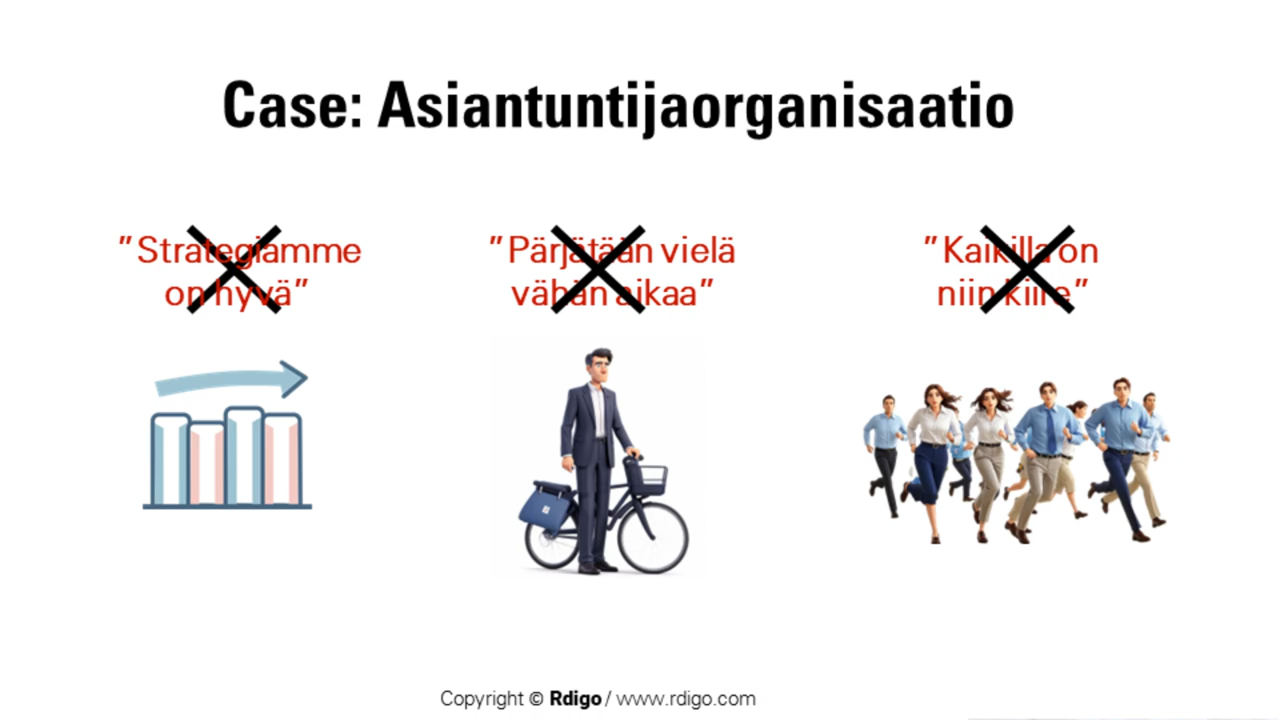 Case: Asiantuntijaorganisaatio
”Strategiamme
on hyvä”
”Pärjätään vielä
vähän aikaa”
”Kaikilla on
niin kiire”
Copyright © Rdigo / www.rdigo.com